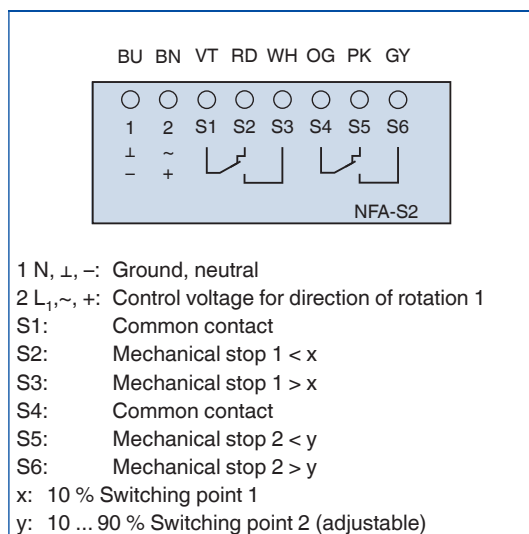 BU BN VT RD WH OG PK GY
1 2 S1 S2 S3 S4 S5 S6
⊥ ~
– +
NFA-S2
1 N, ⊥, –: Ground, neutral
2 L₁,~, +: Control voltage for direction of rotation 1
S1: Common contact
S2: Mechanical stop 1 < x
S3: Mechanical stop 1 > x
S4: Common contact
S5: Mechanical stop 2 < y
S6: Mechanical stop 2 > y
x: 10 % Switching point 1
y: 10 ... 90 % Switching point 2 (adjustable)